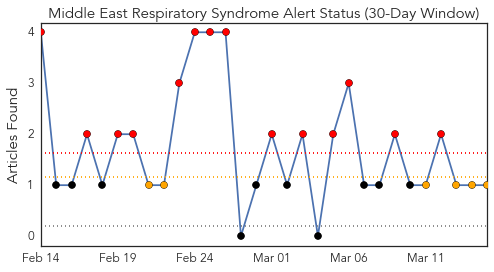 Middle East Respiratory Syndrome Alert Status (30-Day Window)
Articles Found
4
3
2
1
0
Feb 14 Feb 19 Feb 24 Mar 01 Mar 06 Mar 11